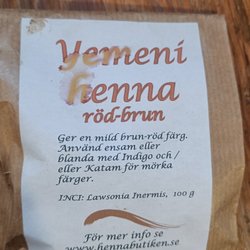 Yemeni
henna
röd-brun
Ger en mild brun-röd färg.
Använd ensam eller
blanda med Indigo och /
eller Katam för mörka
färger.
INCI: Lawsonia Inermis, 100 g
För mer info se
www.hennabutiken.se